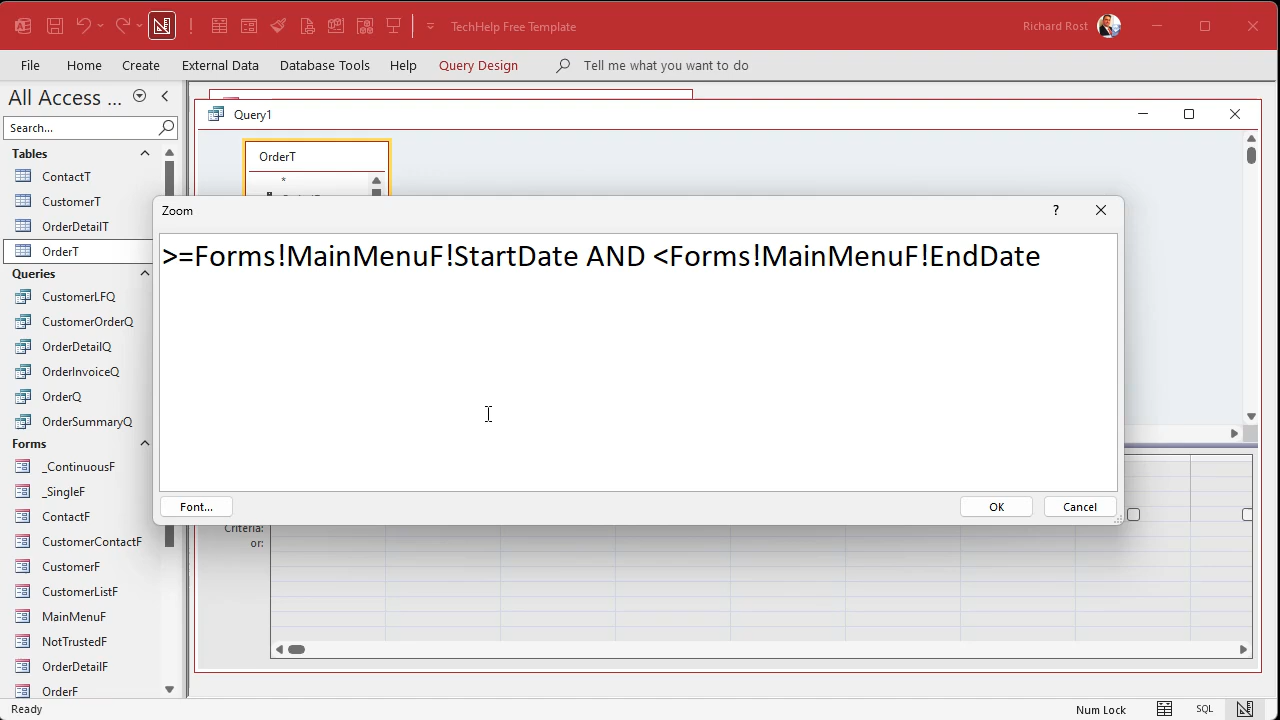 TechHelp Free Template
Richard Rost
File Home Create External Data Database Tools Help Query Design Tell me what you want to do
All Access ...
Search...
Tables
ContactT
CustomerT
OrderDetailT
OrderT
Queries
CustomerLFQ
CustomerOrderQ
OrderDetailQ
OrderInvoiceQ
OrderQ
OrderSummaryQ
Forms
_ContinuousF
_SingleF
ContactF
CustomerContactF
CustomerF
CustomerListF
MainMenuF
NotTrustedF
OrderDetailF
OrderF
Query1
OrderT
*
Zoom
?
>=Forms!MainMenuF!StartDate AND <Forms!MainMenuF!EndDate
Font... OK Cancel
Criteria:
or:
Ready Num Lock SQL